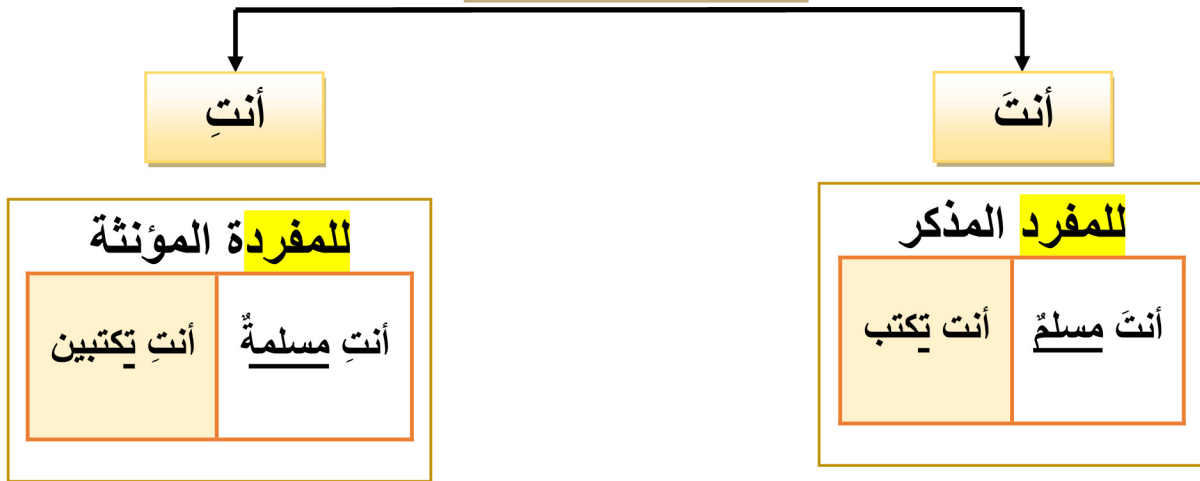 أنتَ
أنتِ
للمفرد المذكر
أنتَ مسلمٌ
أنت تكتب
للمفردة المؤنثة
أنتِ مسلمةٌ
أنتِ تكتبين